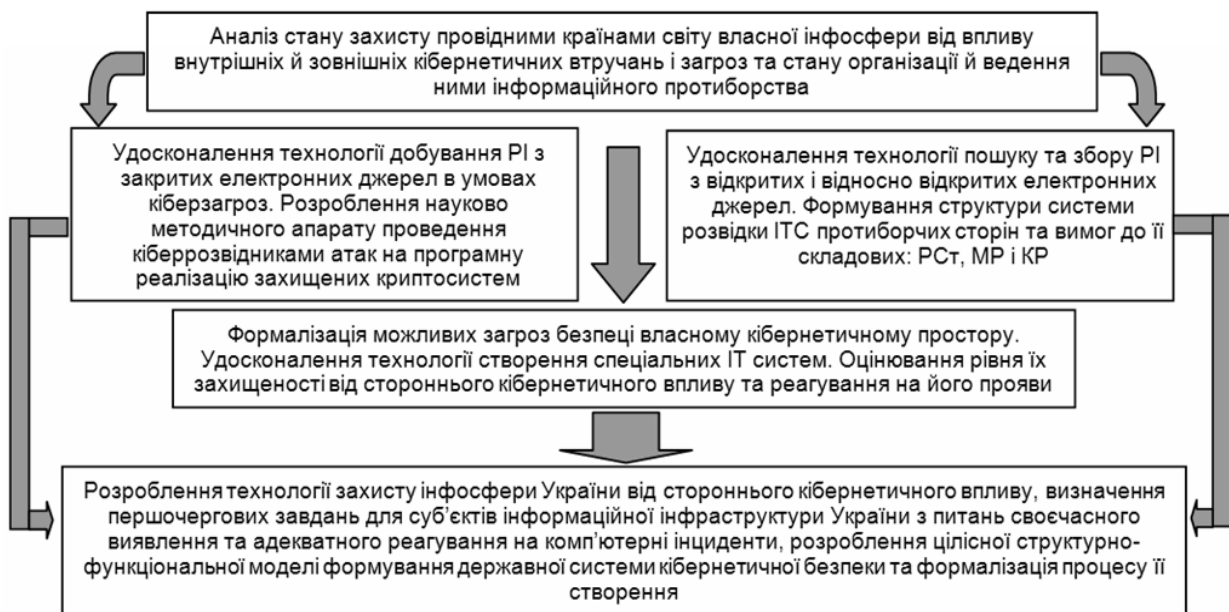 Аналіз стану захисту провідними країнами світу власної інфосфери від впливу
внутрішніх й зовнішніх кібернетичних втручань і загроз та стану організації й ведення
ними інформаційного протиборства
Удосконалення технології добування РІ з
закритих електронних джерел в умовах
кіберзагроз. Розроблення науково
методичного апарату проведення
кіберрозвідниками атак на програмну
реалізацію захищених криптосистем
Удосконалення технології пошуку та збору РІ
з відкритих і відносно відкритих електронних
джерел. Формування структури системи
розвідки ІТС протиборчих сторін та вимог до її
складових: РСт, МР і КР
Формалізація можливих загроз безпеці власному кібернетичному простору.
Удосконалення технології створення спеціальних ІТ систем. Оцінювання рівня їх
захищеності від стороннього кібернетичного впливу та реагування на його прояви
Розроблення технології захисту інфосфери України від стороннього кібернетичного впливу, визначення
першочергових завдань для суб’єктів інформаційної інфраструктури України з питань своєчасного
виявлення та адекватного реагування на комп’ютерні інциденти, розроблення цілісної структурно-
функціональної моделі формування державної системи кібернетичної безпеки та формалізація процесу її
створення